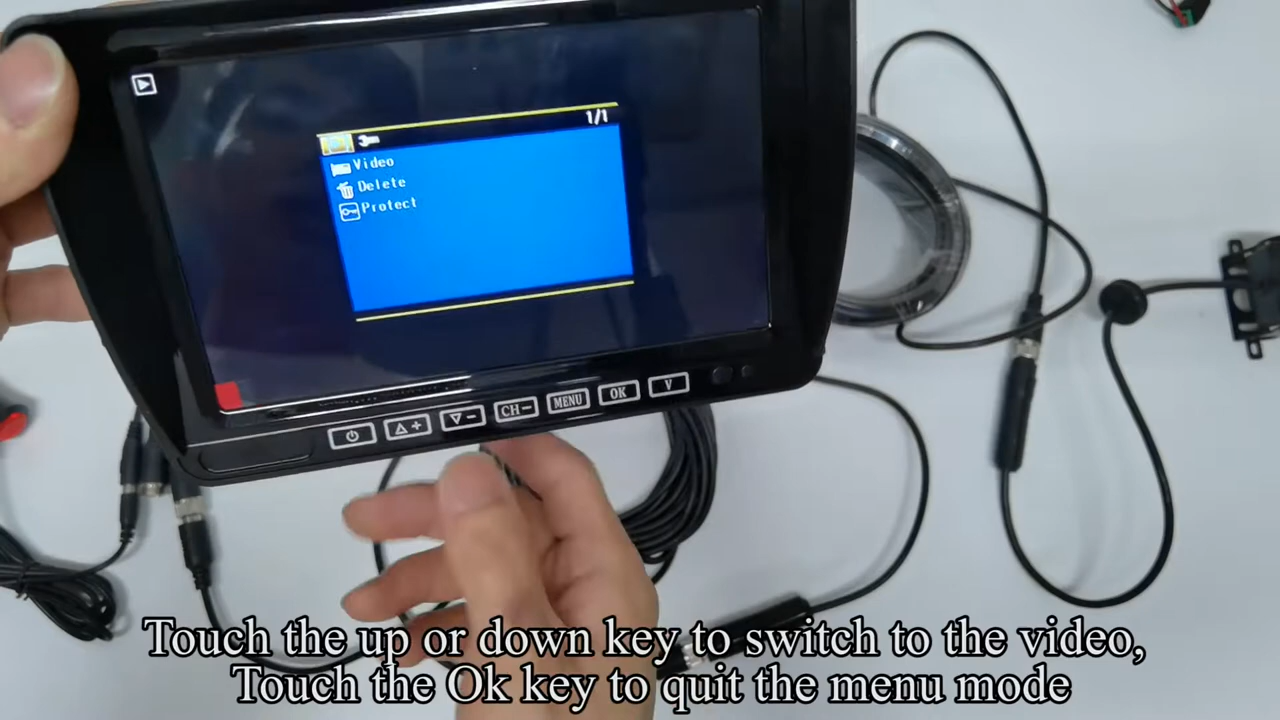 1/1
Video
Delete
Protect
+
-
CH-
MENU
OK
V
Touch the up or down key to switch to the video,
Touch the Ok key to quit the menu mode